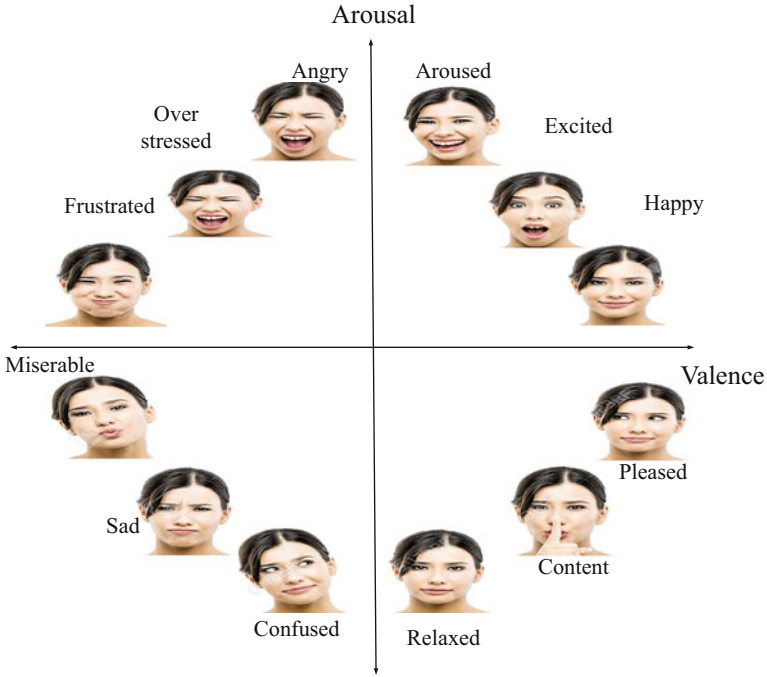 Arousal
Angry
Aroused
Over
stressed
Excited
Frustrated
Happy
Miserable
Valence
Pleased
Sad
Content
Confused
Relaxed